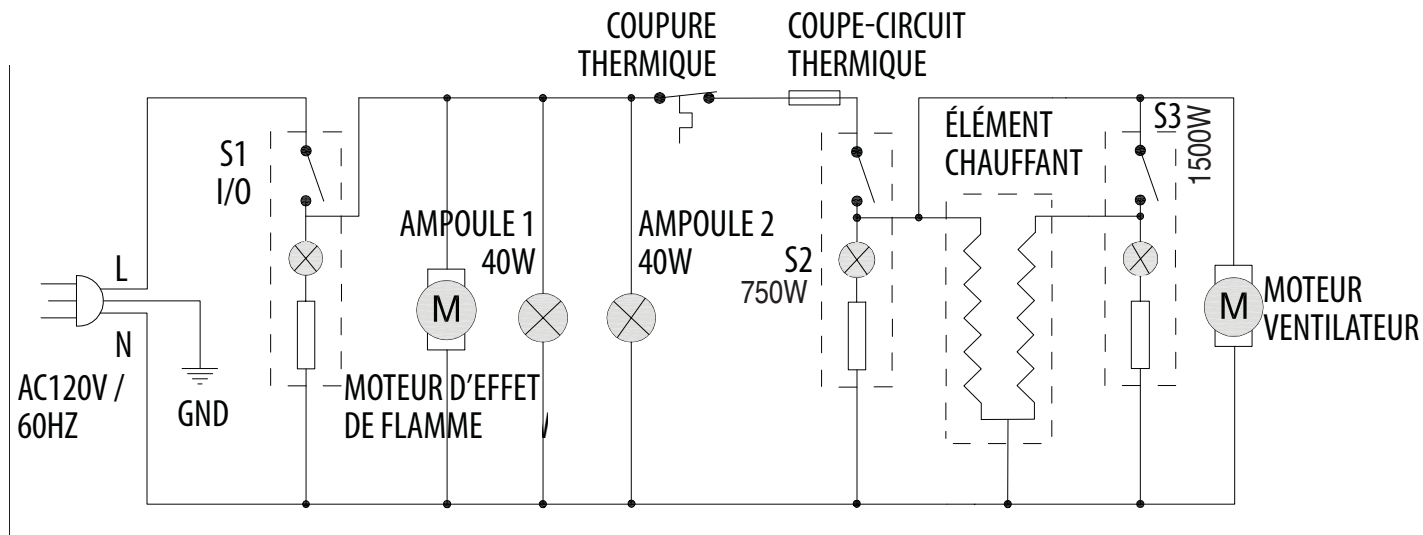 COUPURE
THERMIQUE
COUPE-CIRCUIT
THERMIQUE
S1
I/0
L
N
AC120V /
60HZ
GND
M
MOTEUR D'EFFET
DE FLAMME
AMPOULE 1
40W
AMPOULE 2
40W
S2
750W
ÉLÉMENT
CHAUFFANT
S3
1500W
M
MOTEUR
VENTILATEUR